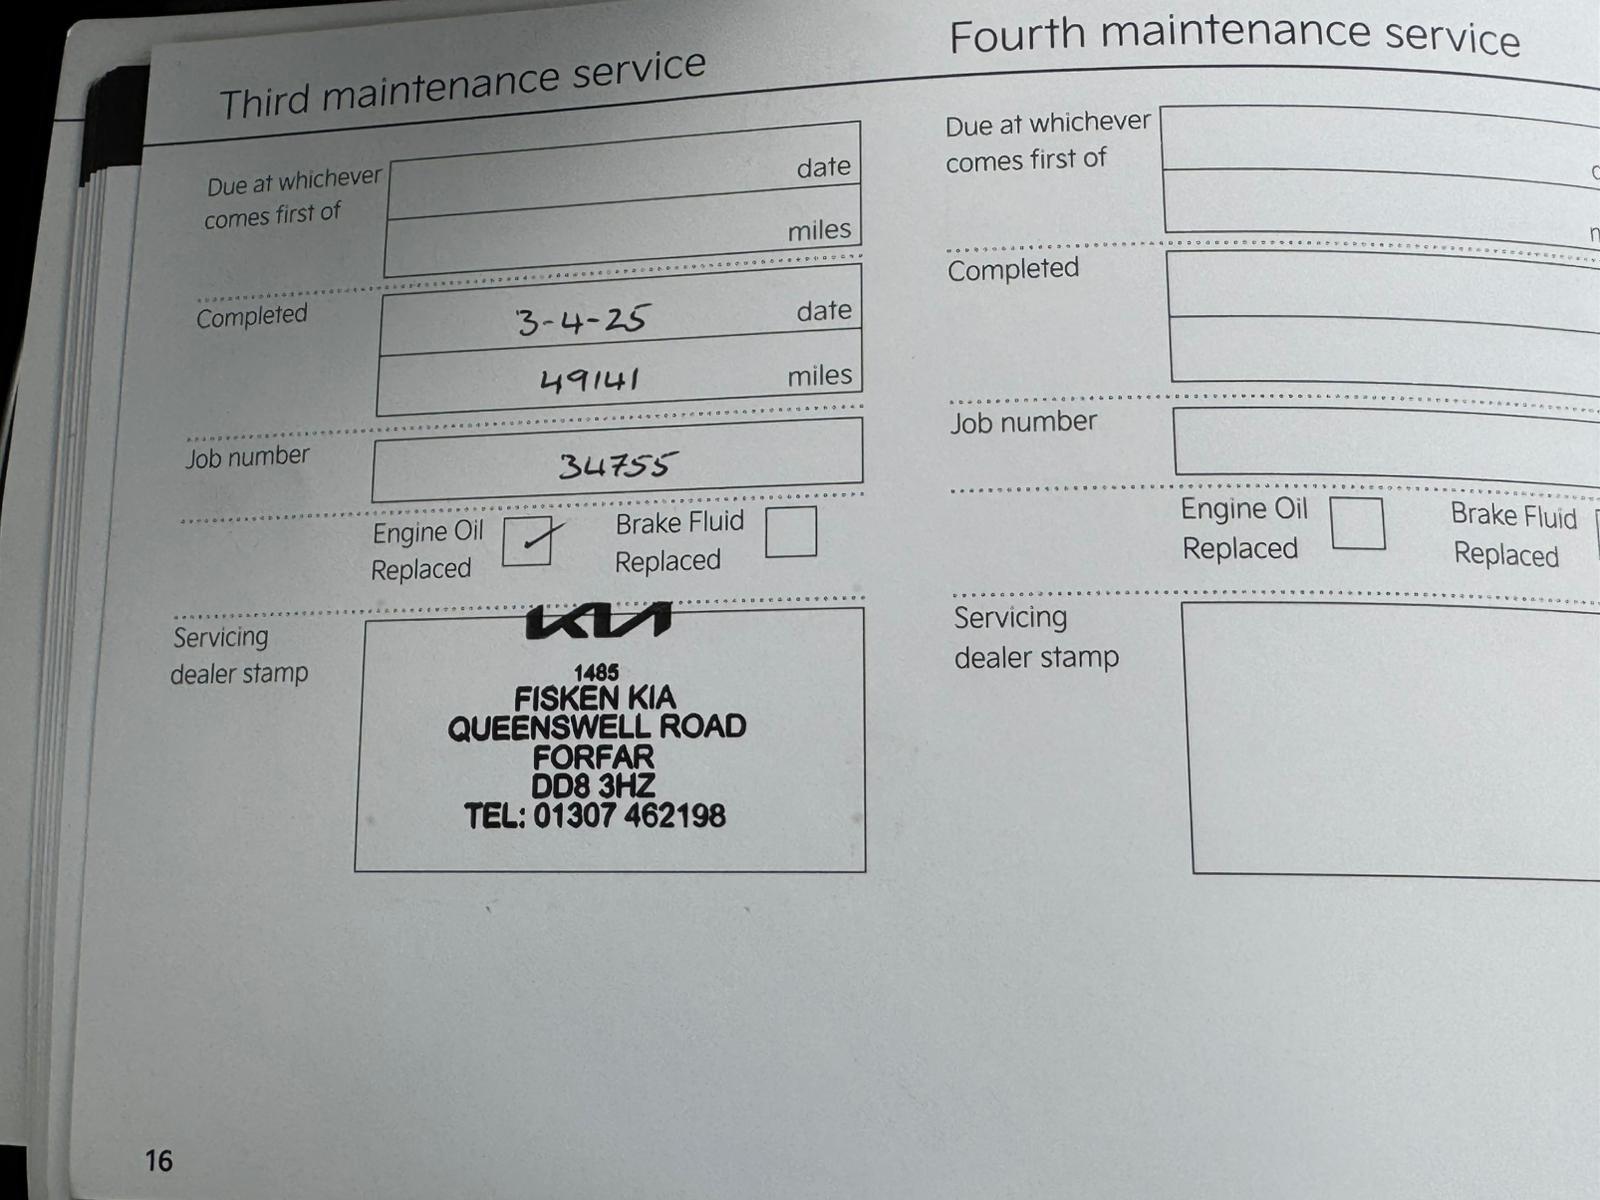 Third maintenance service
Due at whichever
comes first of
date
miles
Completed
3-4-25 date
49141 miles
Job number
34755
Engine Oil
Replaced
Brake Fluid
Replaced
Servicing
dealer stamp
KIA
1485
FISKEN KIA
QUEENSWELL ROAD
FORFAR
DD8 3HZ
TEL: 01307 462198
16
Fourth maintenance service
Due at whichever
comes first of
Completed
Job number
Engine Oil
Replaced
Brake Fluid
Replaced
Servicing
dealer stamp